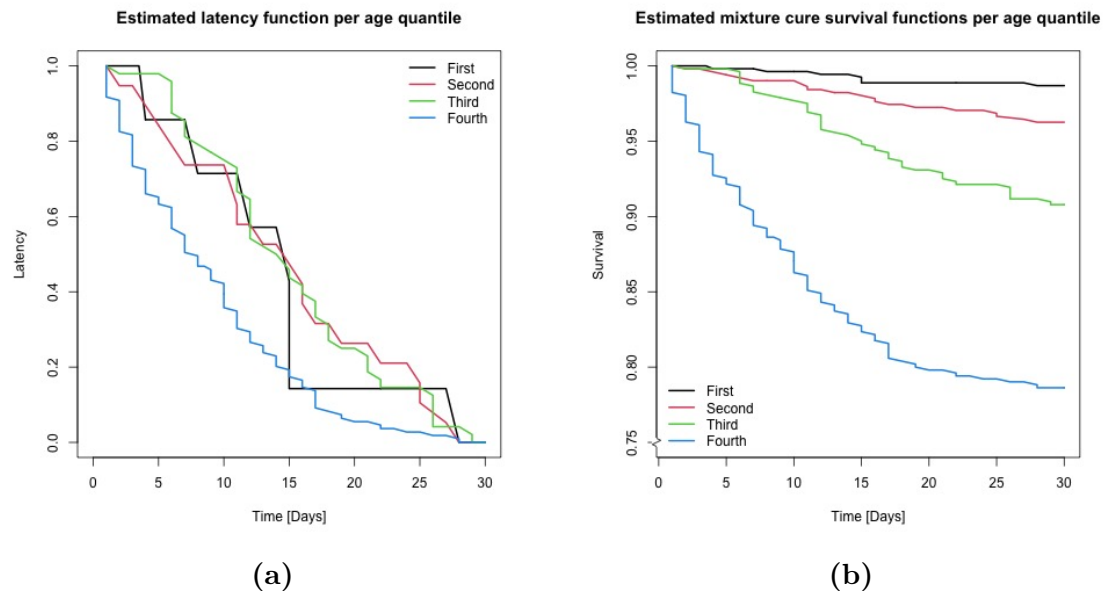 Estimated latency function per age quantile
Latency
1.0
0.8
0.6
0.4
0.2
0.0
First
Second
Third
Fourth
0 5 10 15 20 25 30
Time [Days]
(a)
Estimated mixture cure survival functions per age quantile
Survival
1.00
0.95
0.90
0.85
0.80
0.75
First
Second
Third
Fourth
0 5 10 15 20 25 30
Time [Days]
(b)